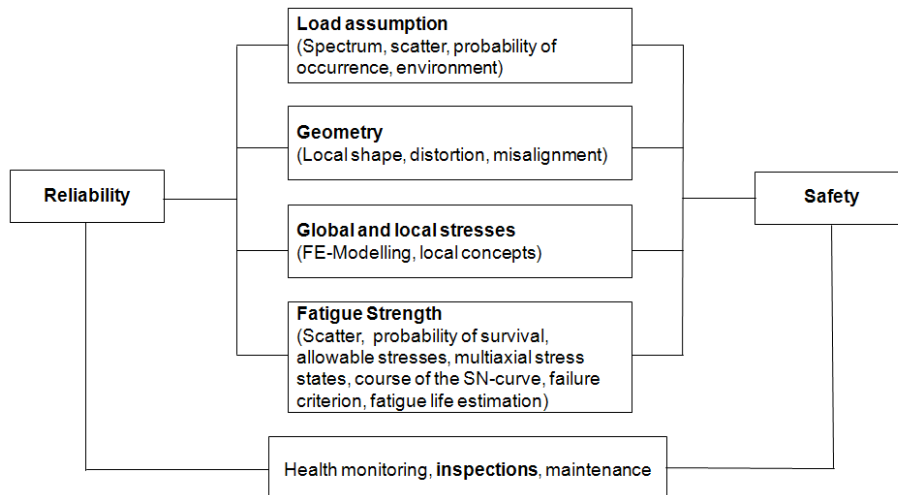 Load assumption
(Spectrum, scatter, probability of
occurrence, environment)
Geometry
(Local shape, distortion, misalignment)
Reliability
Safety
Global and local stresses
(FE-Modelling, local concepts)
Fatigue Strength
(Scatter, probability of survival,
allowable stresses, multiaxial stress
states, course of the SN-curve, failure
criterion, fatigue life estimation)
Health monitoring, inspections, maintenance